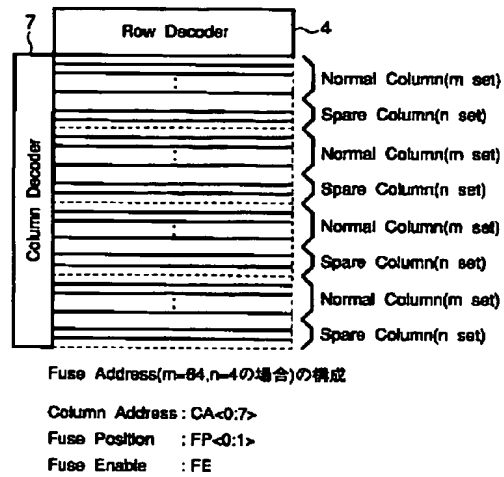 7
Row Decoder
4
Column Decoder
Normal Column(m set)
Spare Column(n set)
Normal Column(m set)
Spare Column(n set)
Normal Column(m set)
Spare Column(n set)
Normal Column(m set)
Spare Column(n set)
Fuse Address(m=64,n=4の場合)の構成
Column Address : CA<0:7>
Fuse Position : FP<0:1>
Fuse Enable : FE